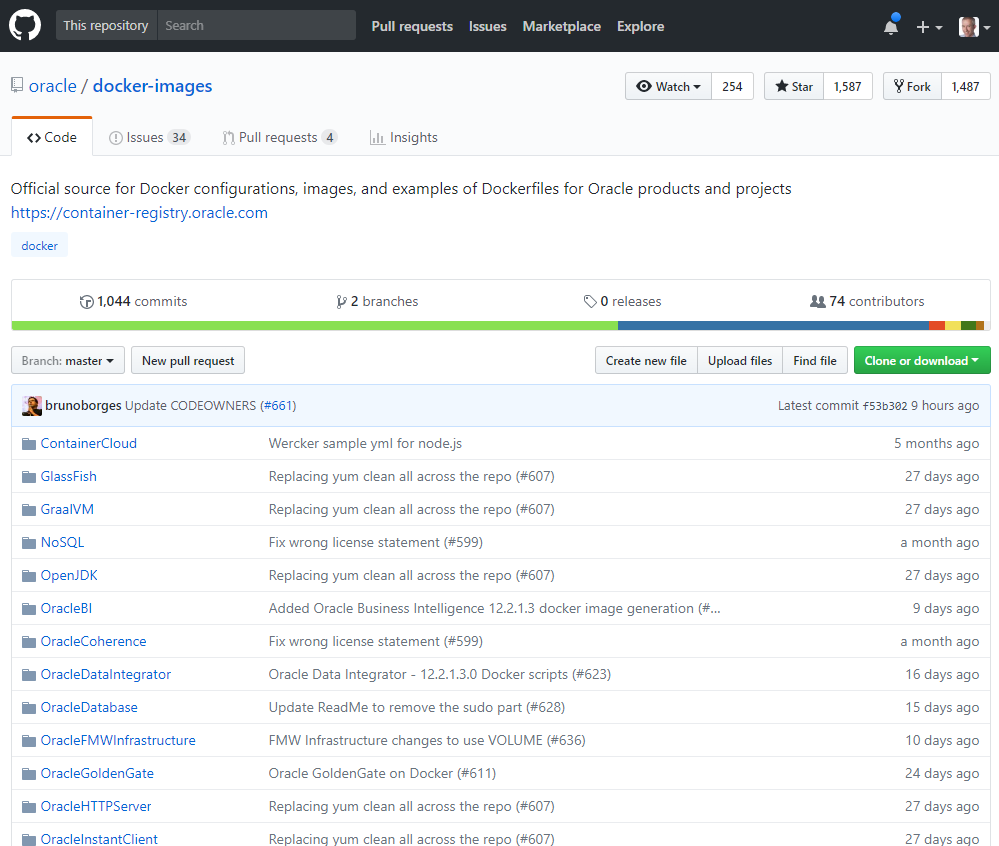 This repository Search Pull requests Issues Marketplace Explore
oracle / docker-images Watch 254 Star 1,587 Fork 1,487
Code Issues 34 Pull requests 4 Insights
Official source for Docker configurations, images, and examples of Dockerfiles for Oracle products and projects
https://container-registry.oracle.com
docker
1,044 commits 2 branches 0 releases 74 contributors
Branch: master New pull request Create new file Upload files Find file Clone or download
brunoborges Update CODEOWNERS (#661) Latest commit f53b302 9 hours ago
ContainerCloud Wercker sample yml for node.js 5 months ago
GlassFish Replacing yum clean all across the repo (#607) 27 days ago
GraalVM Replacing yum clean all across the repo (#607) 27 days ago
NoSQL Fix wrong license statement (#599) a month ago
OpenJDK Replacing yum clean all across the repo (#607) 27 days ago
OracleBI Added Oracle Business Intelligence 12.2.1.3 docker image generation (#… 9 days ago
OracleCoherence Fix wrong license statement (#599) a month ago
OracleDataIntegrator Oracle Data Integrator - 12.2.1.3.0 Docker scripts (#623) 16 days ago
OracleDatabase Update ReadMe to remove the sudo part (#628) 15 days ago
OracleFMWInfrastructure FMW Infrastructure changes to use VOLUME (#636) 10 days ago
OracleGoldenGate Oracle GoldenGate on Docker (#611) 24 days ago
OracleHTTPServer Replacing yum clean all across the repo (#607) 27 days ago
OracleInstantClient Replacing yum clean all across the repo (#607) 27 days ago